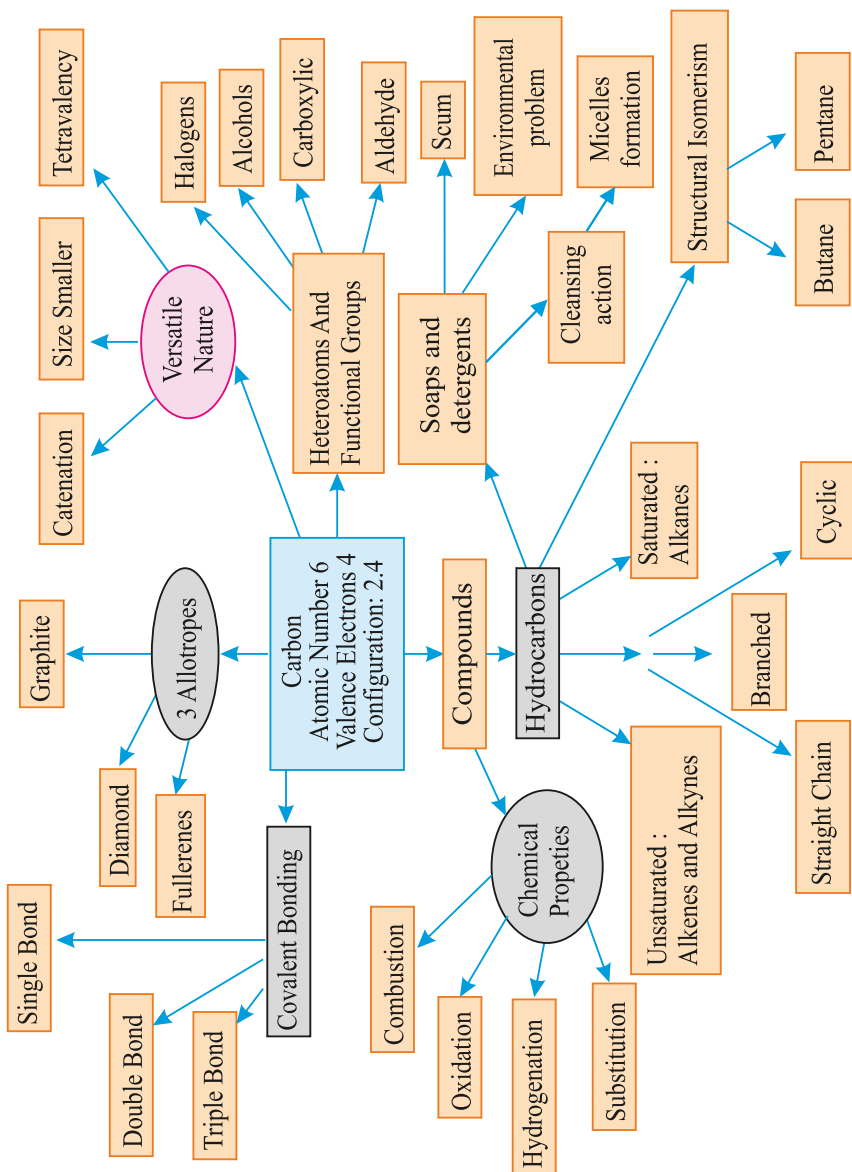 Single Bond
Double Bond
Triple Bond
Covalent Bonding
Graphite
Diamond
Fullerenes
3 Allotropes
Catenation
Size Smaller
Tetravalency
Versatile
Nature
Carbon
Atomic Number 6
Valence Electrons 4
Configuration: 2.4
Heteroatoms And
Functional Groups
Halogens
Alcohols
Carboxylic
Aldehyde
Combustion
Oxidation
Hydrogenation
Substitution
Chemical
Propeties
Compounds
Hydrocarbons
Soaps and
detergents
Scum
Environmental
problem
Cleansing
action
Micelles
formation
Unsaturated :
Alkenes and Alkynes
Saturated :
Alkanes
Straight Chain
Branched
Cyclic
Structural Isomerism
Butane
Pentane